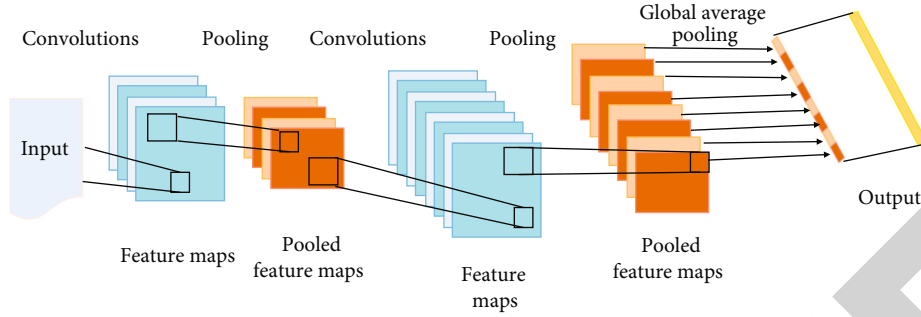 Convolutions
Pooling
Convolutions
Pooling
Global average
pooling
Input
Output
Feature maps
Pooled
feature maps
Feature
maps
Pooled
feature maps